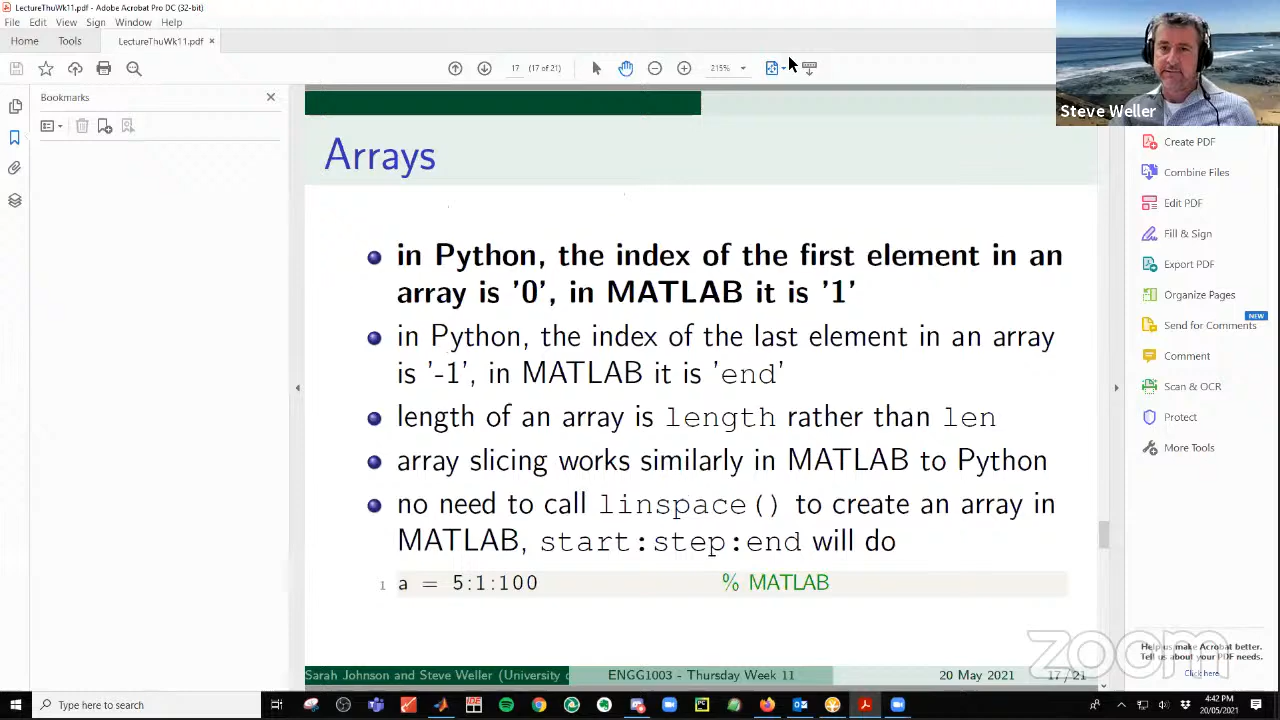 LectureThuWk11.pdf - Adobe Acrobat Pro DC (32-bit)
File Edit View Sign Window Help
Home Tools LectureThuWk11.pdf ×
17 (17 of 21) 215%
Steve Weller
Bookmarks
Arrays
in Python, the index of the first element in an
array is '0', in MATLAB it is '1'
in Python, the index of the last element in an array
is '-1', in MATLAB it is 'end'
length of an array is length rather than len
array slicing works similarly in MATLAB to Python
no need to call linspace() to create an array in
MATLAB, start:step:end will do
1 a = 5:1:100 % MATLAB
Sarah Johnson and Steve Weller (University ENGG1003 - Thursday Week 11 20 May 2021 17/21
Create PDF
Combine Files
Edit PDF
Fill & Sign
Export PDF
Organize Pages
NEW
Send for Comments
Comment
Scan & OCR
Protect
More Tools
zoom
Help us make Acrobat better.
Tell us about your PDF needs.
Click here.
Type here to search
4:42 PM
20/05/2021